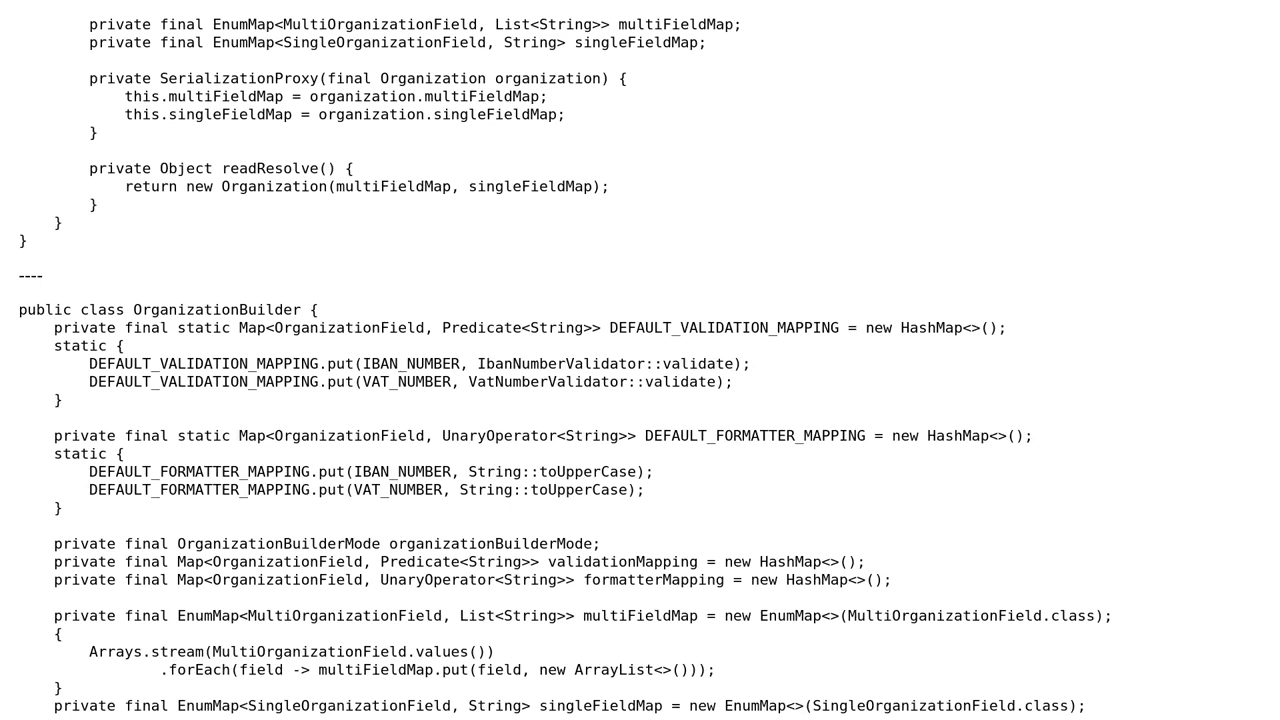 private final EnumMap<MultiOrganizationField, List<String>> multiFieldMap;
        private final EnumMap<SingleOrganizationField, String> singleFieldMap;

        private SerializationProxy(final Organization organization) {
            this.multiFieldMap = organization.multiFieldMap;
            this.singleFieldMap = organization.singleFieldMap;
        }

        private Object readResolve() {
            return new Organization(multiFieldMap, singleFieldMap);
        }
    }
}

----

public class OrganizationBuilder {
    private final static Map<OrganizationField, Predicate<String>> DEFAULT_VALIDATION_MAPPING = new HashMap<>();
    static {
        DEFAULT_VALIDATION_MAPPING.put(IBAN_NUMBER, IbanNumberValidator::validate);
        DEFAULT_VALIDATION_MAPPING.put(VAT_NUMBER, VatNumberValidator::validate);
    }

    private final static Map<OrganizationField, UnaryOperator<String>> DEFAULT_FORMATTER_MAPPING = new HashMap<>();
    static {
        DEFAULT_FORMATTER_MAPPING.put(IBAN_NUMBER, String::toUpperCase);
        DEFAULT_FORMATTER_MAPPING.put(VAT_NUMBER, String::toUpperCase);
    }

    private final OrganizationBuilderMode organizationBuilderMode;
    private final Map<OrganizationField, Predicate<String>> validationMapping = new HashMap<>();
    private final Map<OrganizationField, UnaryOperator<String>> formatterMapping = new HashMap<>();

    private final EnumMap<MultiOrganizationField, List<String>> multiFieldMap = new EnumMap<>(MultiOrganizationField.class);
    {
        Arrays.stream(MultiOrganizationField.values())
                .forEach(field -> multiFieldMap.put(field, new ArrayList<>()));
    }
    private final EnumMap<SingleOrganizationField, String> singleFieldMap = new EnumMap<>(SingleOrganizationField.class);